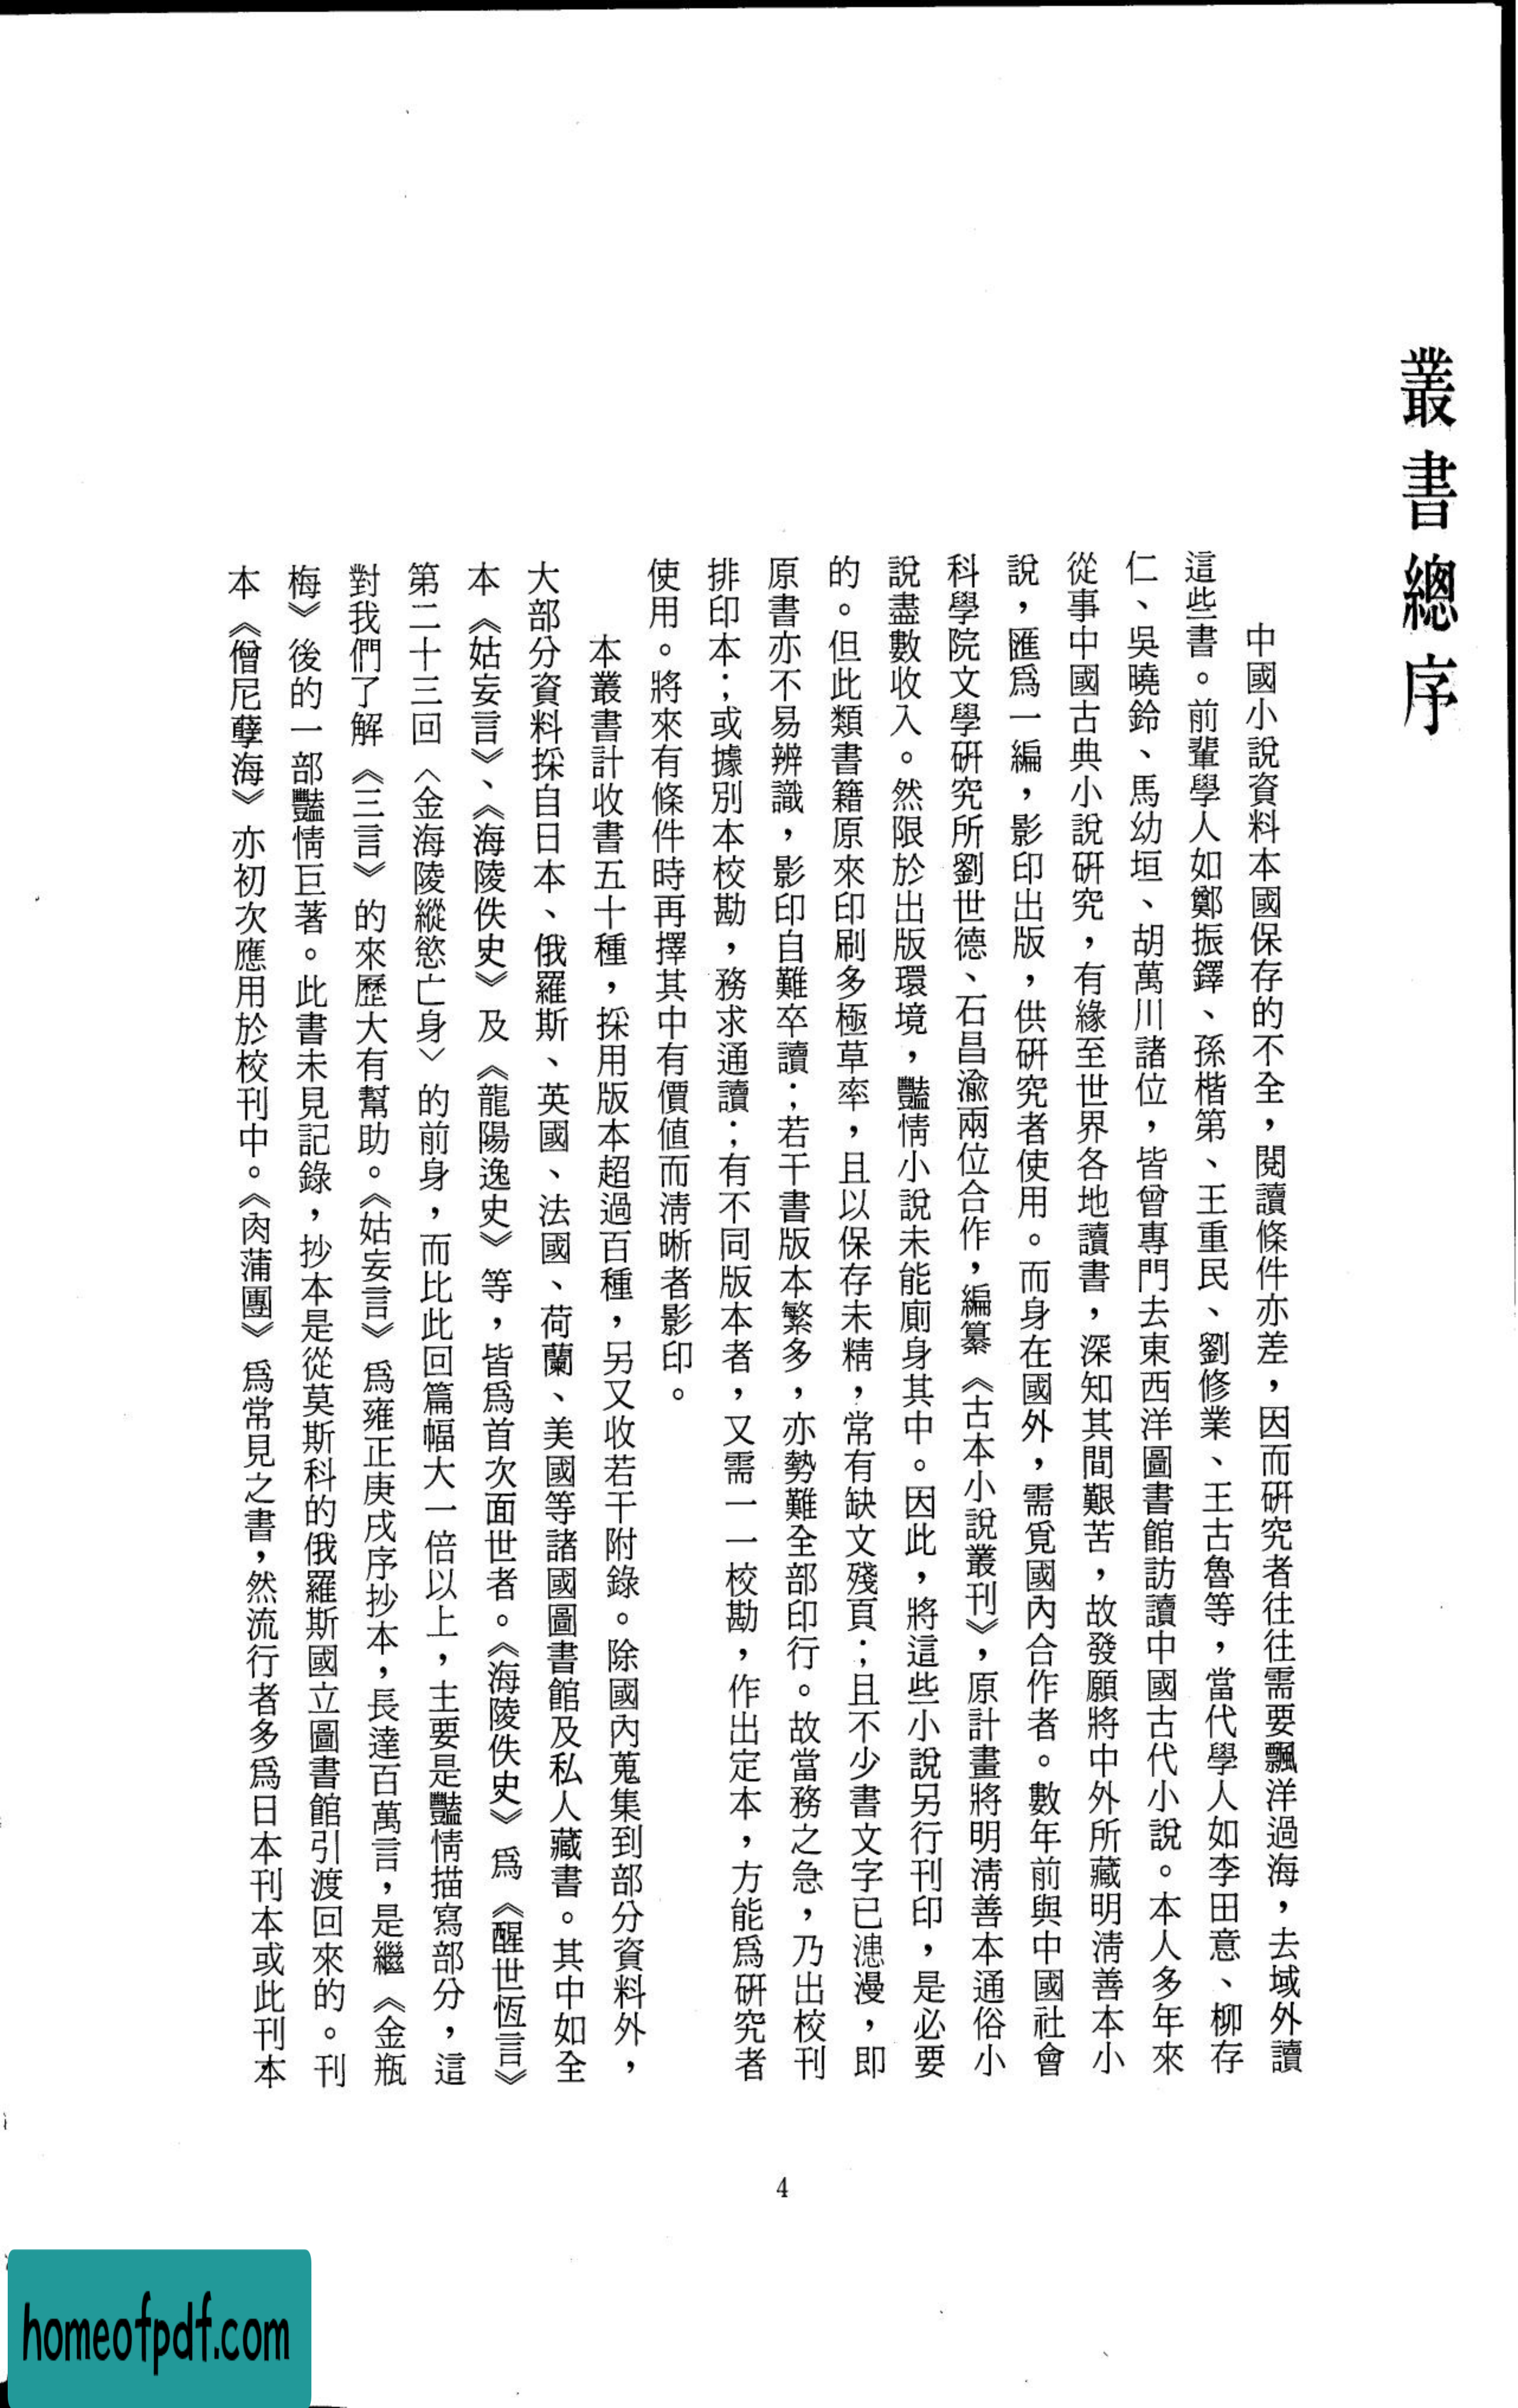 叢書總序
中國小說資料本國保存的不全，閱讀條件亦差，因而研究者往往需要飄洋過海，去域外讀
這些書。前輩學人如鄭振鐸、孫楷第、王重民、劉修業、王古魯等，當代學人如李田意、柳存
仁、吳曉鈴、馬幼垣、胡萬川諸位，皆曾專門去東西洋圖書館訪讀中國古代小說。本人多年來
從事中國古典小說研究，有緣至世界各地讀書，深知其間艱苦，故發願將中外所藏明清善本小
說，匯爲一編，影印出版，供研究者使用。而身在國外，需覓國內合作者。數年前與中國社會
科學院文學研究所劉世德、石昌渝兩位合作，編纂《古本小說叢刊》，原計畫將明清善本通俗小
說盡數收入。然限於出版環境，豔情小說未能廁身其中。因此，將這些小說另行刊印，是必要
的。但此類書籍原來印刷多極草率，且以保存未精，常有缺文殘頁；且不少書文字已漶漫，即
原書亦不易辨識，影印自難卒讀；若干書版本繁多，亦勢難全部印行。故當務之急，乃出校刊
排印本；或據別本校勘，務求通讀；有不同版本者，又需一一校勘，作出定本，方能爲研究者
使用。將來有條件時再擇其中有價値而清晰者影印。
本叢書計收書五十種，採用版本超過百種，另又收若干附錄。除國內蒐集到部分資料外，
大部分資料採自日本、俄羅斯、英國、法國、荷蘭、美國等諸國圖書館及私人藏書。其中如全
本《姑妄言》、《海陵佚史》及《龍陽逸史》等，皆爲首次面世者。《海陵佚史》爲《醒世恆言》
第二十三回〈金海陵縱慾亡身〉的前身，而比此回篇幅大一倍以上，主要是豔情描寫部分，這
對我們了解《三言》的來歷大有幫助。《姑妄言》爲雍正庚戌序抄本，長達百萬言，是繼《金瓶
梅》後的一部豔情巨著。此書未見記錄，抄本是從莫斯科的俄羅斯國立圖書館引渡回來的。刊
本《僧尼孽海》亦初次應用於校刊中。《肉蒲團》爲常見之書，然流行者多爲日本刊本或此刊本
4
homeofpdf.com